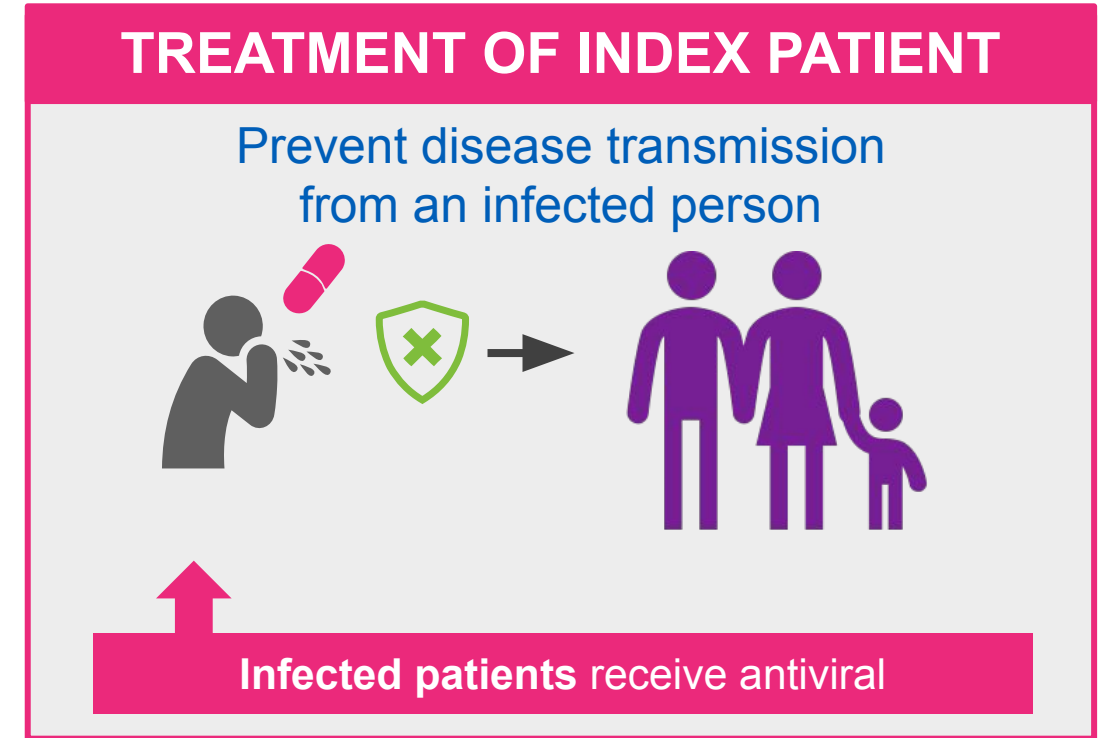 TREATMENT OF INDEX PATIENT
Prevent disease transmission
from an infected person
Infected patients receive antiviral